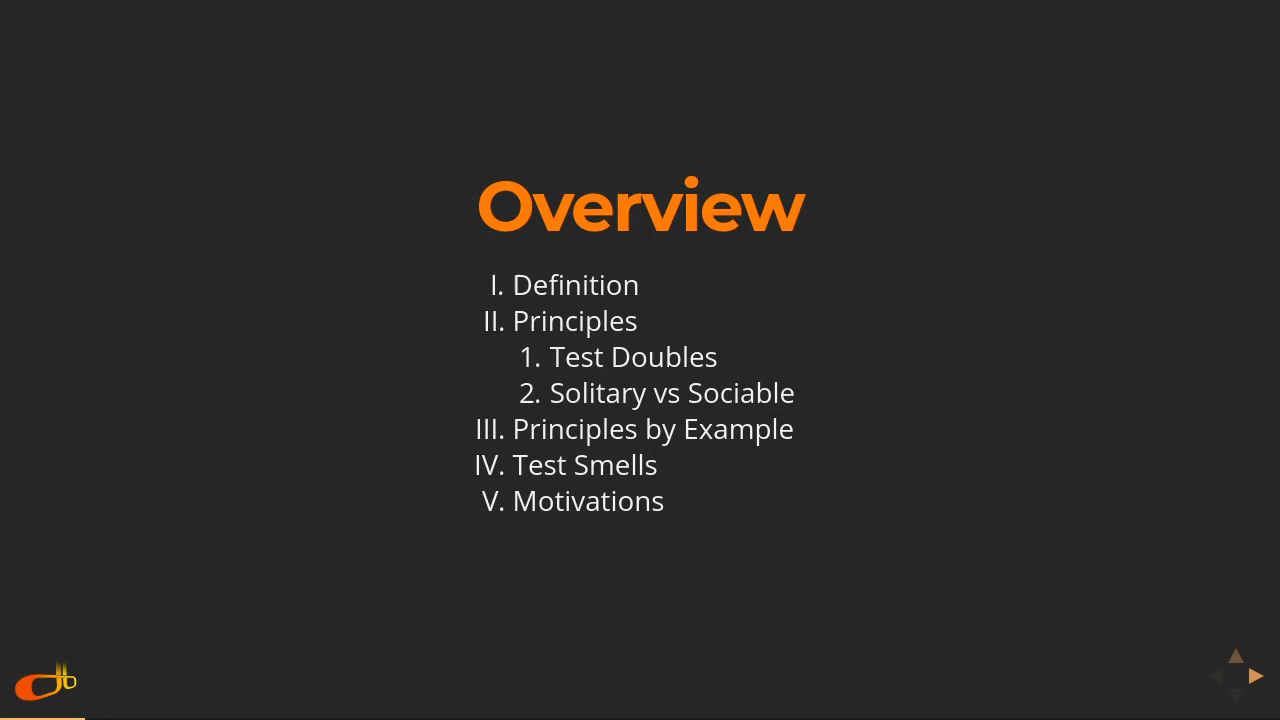 Overview
I. Definition
II. Principles
1. Test Doubles
2. Solitary vs Sociable
III. Principles by Example
IV. Test Smells
V. Motivations